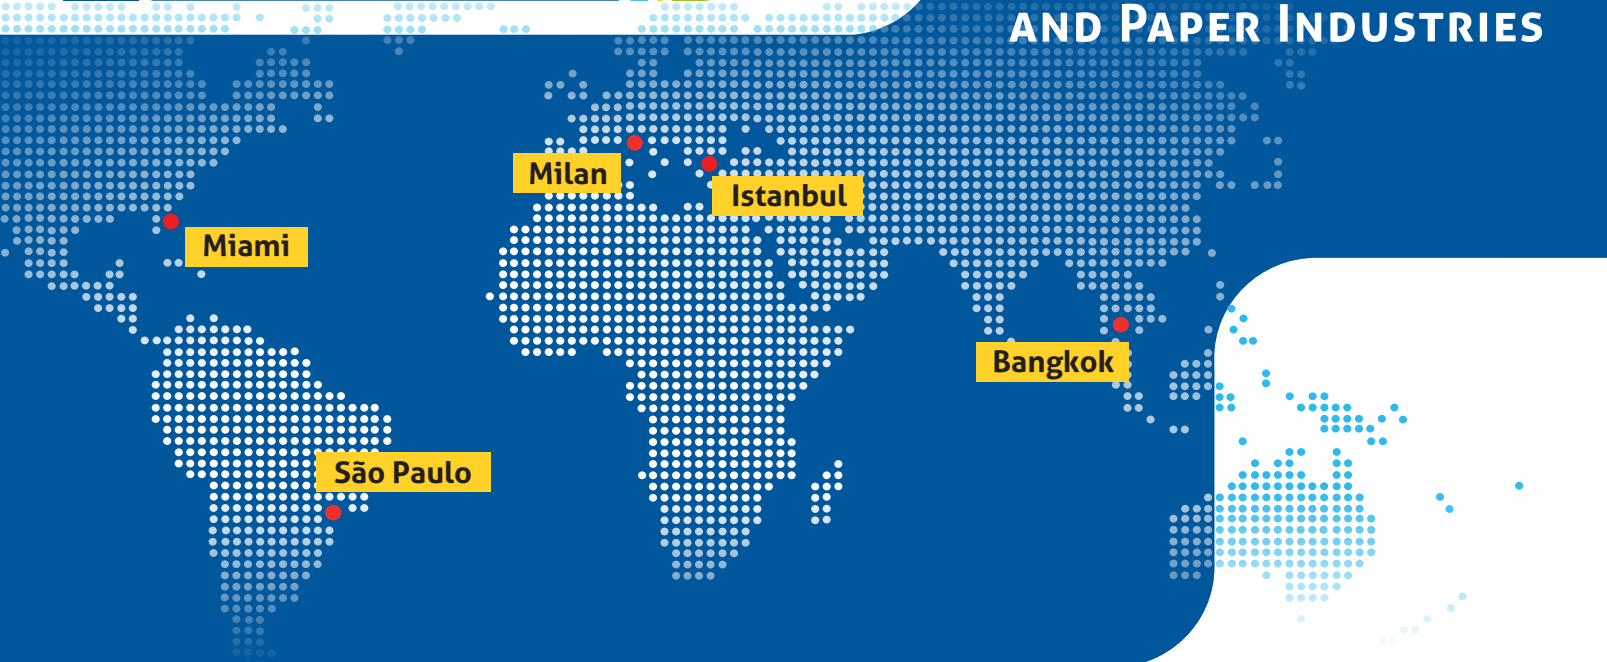 AND PAPER INDUSTRIES
Milan
Istanbul
Miami
Bangkok
São Paulo